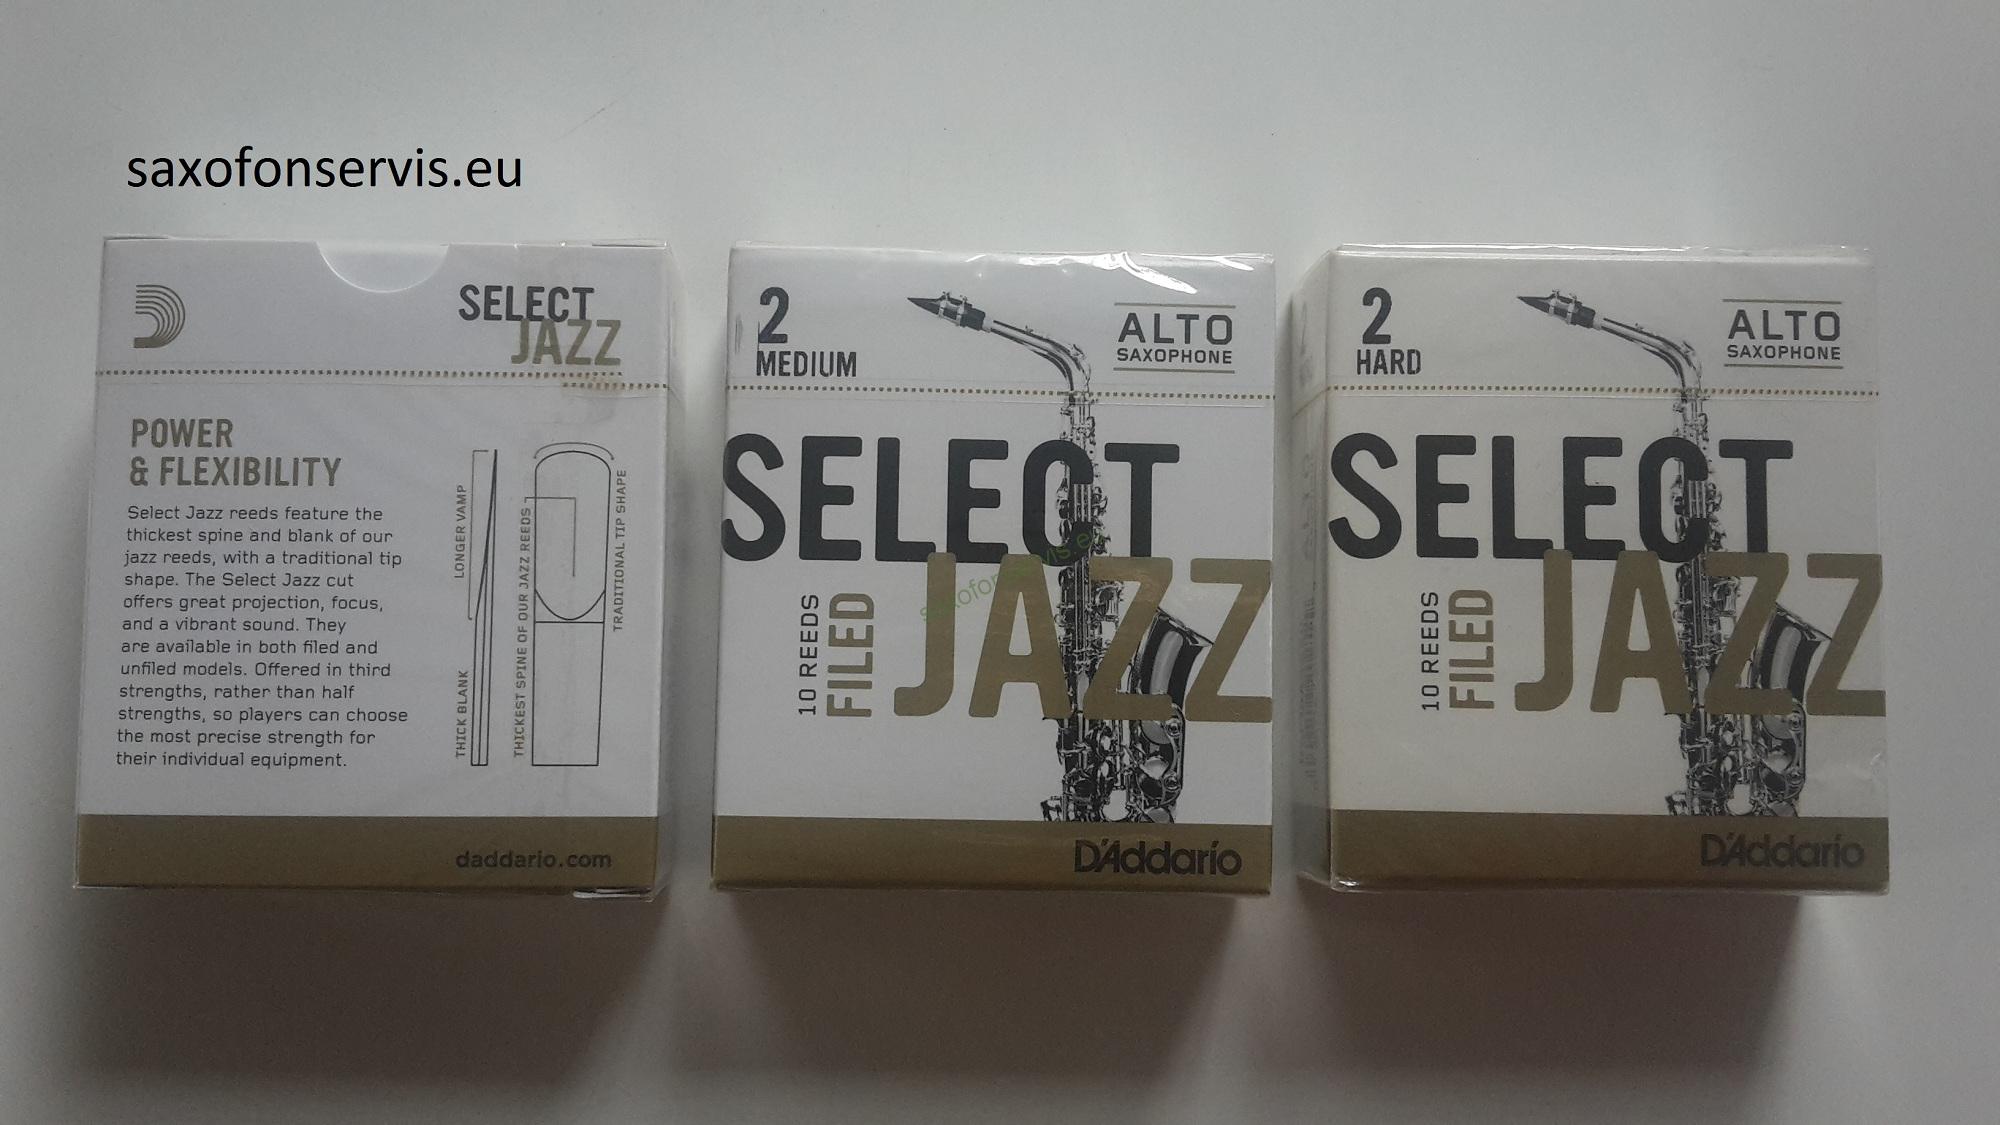 saxofonservis.eu
SELECT
JAZZ
POWER
& FLEXIBILITY
Select Jazz reeds feature the
thickest spine and blank of our
jazz reeds, with a traditional tip
shape. The Select Jazz cut
offers great projection, focus,
and a vibrant sound. They
are available in both filed and
unfiled models. Offered in third
strengths, rather than half
strengths, so players can choose
the most precise strength for
their individual equipment.
LONGER VAMP
THICK BLANK
THICKEST SPINE OF OUR JAZZ REEDS
TRADITIONAL TIP SHAPE
daddario.com
2
MEDIUM
ALTO
SAXOPHONE
SELECT
JAZZ
10 REEDS
FILED
saxofonservis.eu
D'Addario
2
HARD
ALTO
SAXOPHONE
SELECT
JAZZ
10 REEDS
FILED
D'Addario